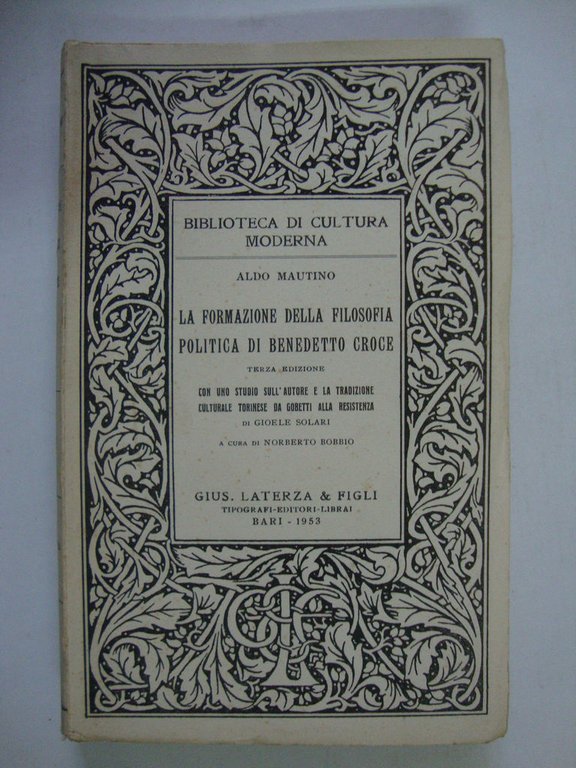 BIBLIOTECA DI CULTURA
MODERNA
ALDO MAUTINO
LA FORMAZIONE DELLA FILOSOFIA
POLITICA DI BENEDETTO CROCE
TERZA EDIZIONE
CON UNO STUDIO SULL'AUTORE E LA TRADIZIONE
CULTURALE TORINESE DA GOBETTI ALLA RESISTENZA
DI GIOELE SOLARI
A CURA DI NORBERTO BOBBIO
GIUS. LATERZA & FIGLI
TIPOGRAFI-EDITORI-LIBRAI
BARI - 1953